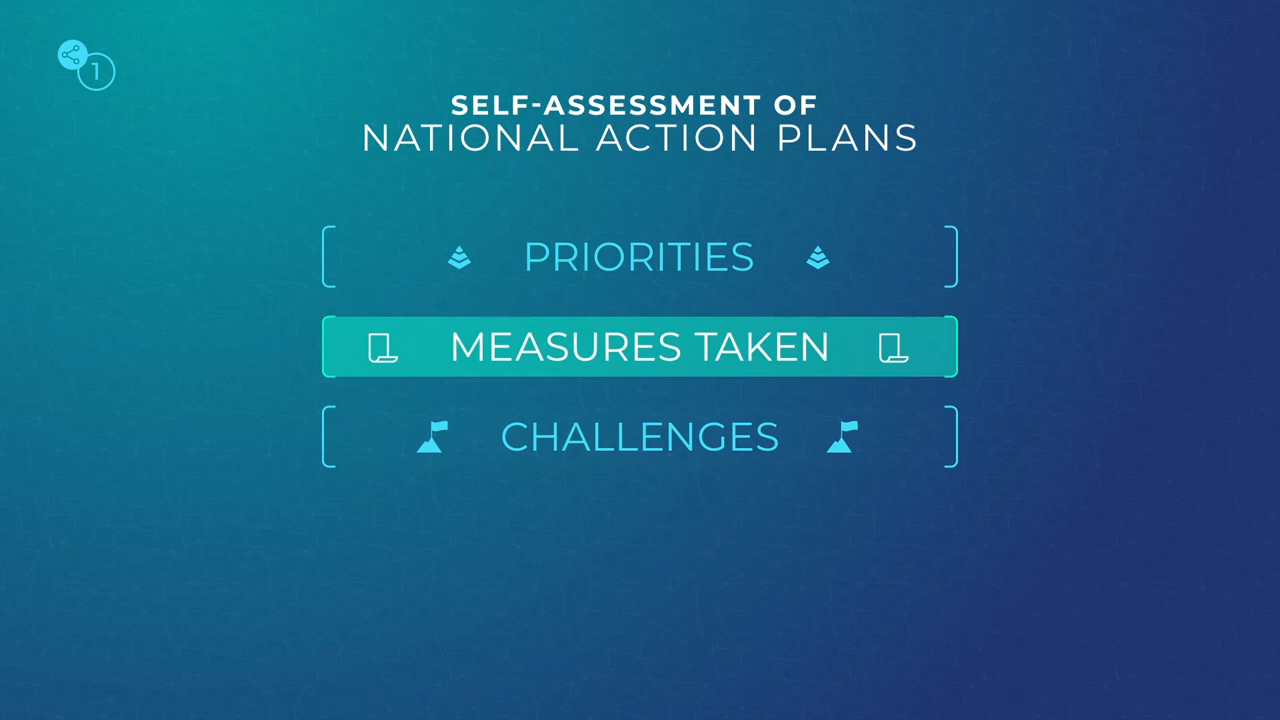 1
SELF-ASSESSMENT OF
NATIONAL ACTION PLANS
PRIORITIES
MEASURES TAKEN
CHALLENGES